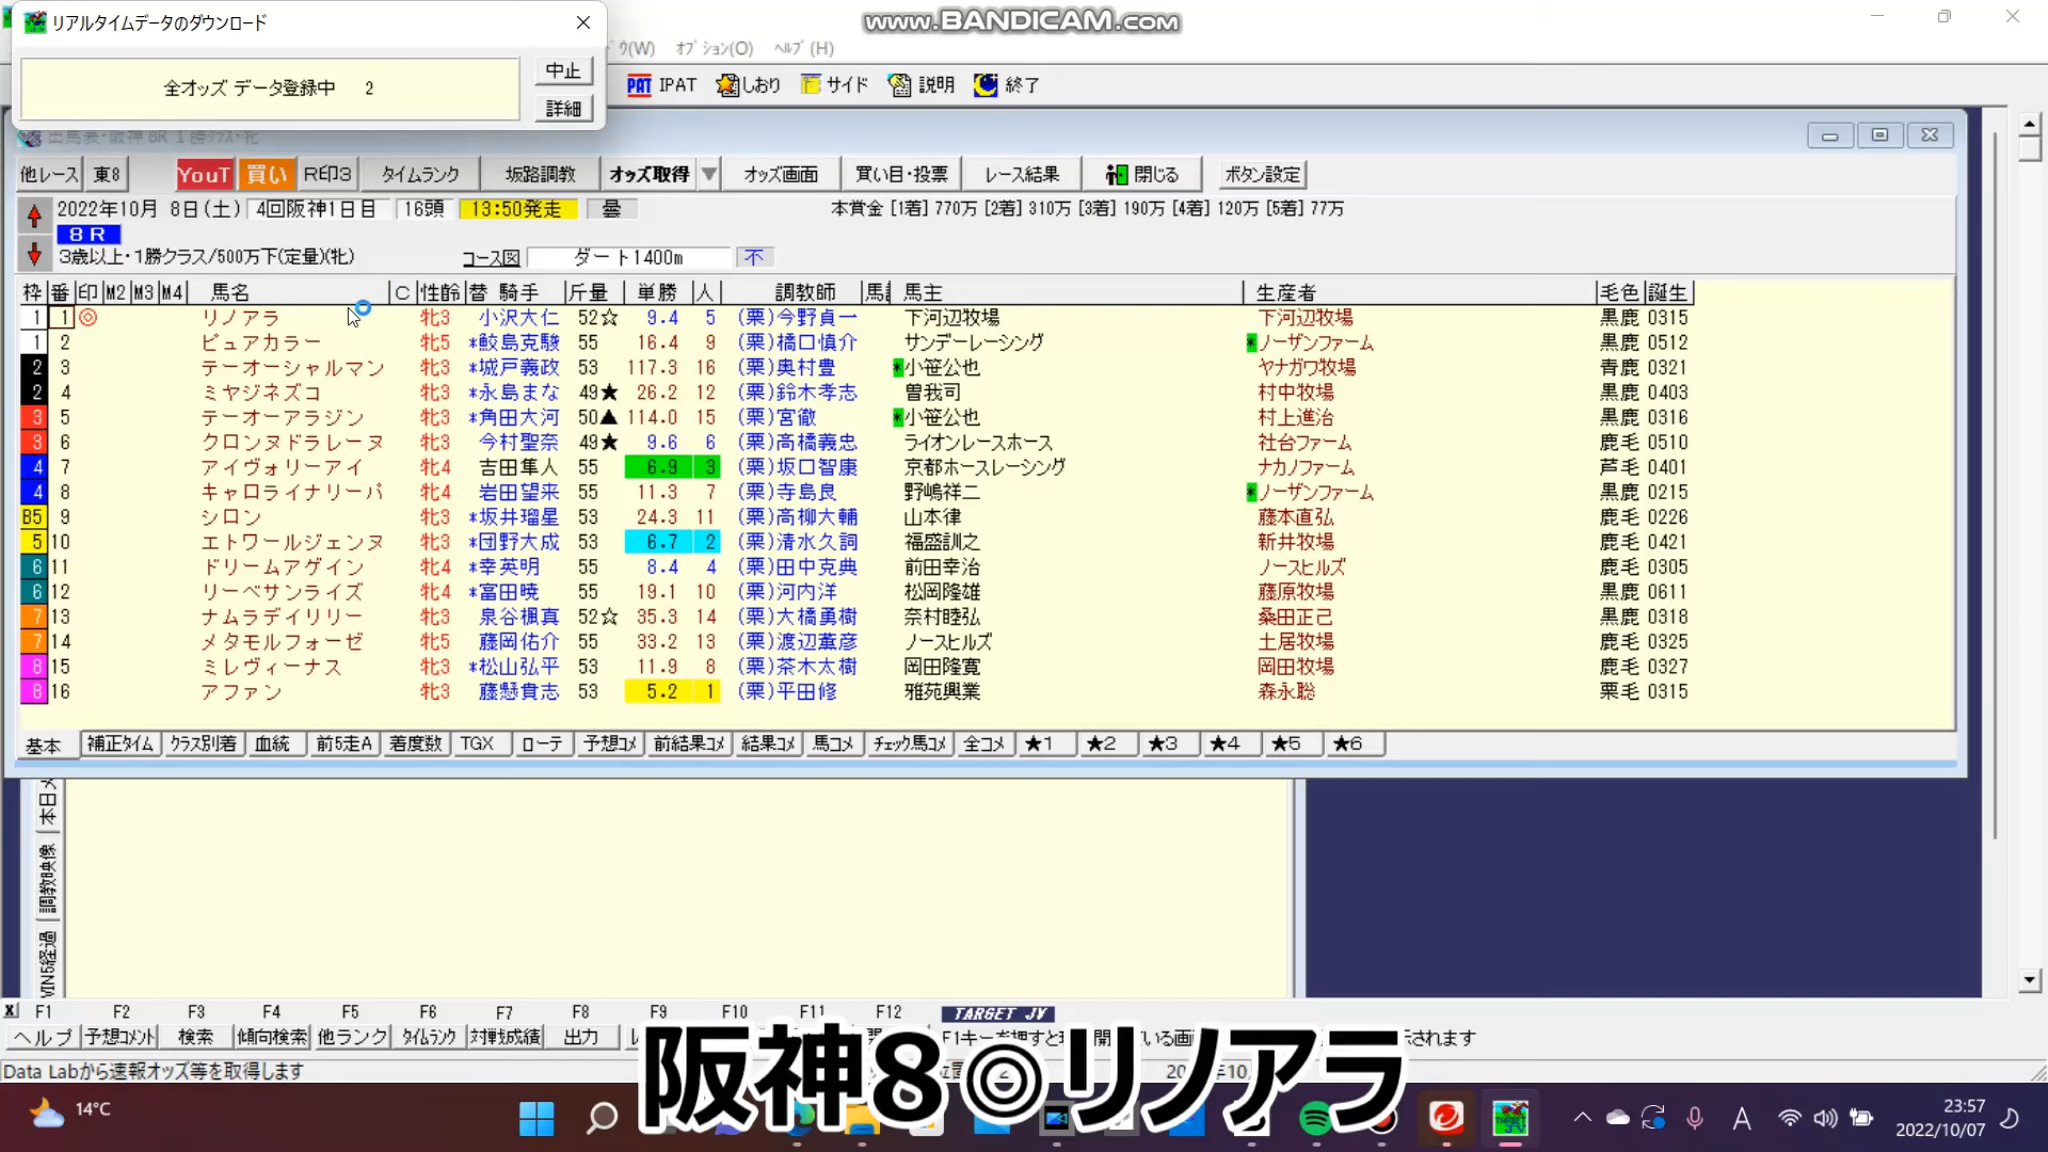 リアルタイムデータのダウンロード
全オッズ データ登録中 2
中止
詳細
www.BANDICAM.com
ｳ(W) ｵﾌﾟｼｮﾝ(O) ﾍﾙﾌﾟ(H)
PAT IPAT しおり サイド 説明 終了
出馬表・阪神 8R 1勝ｸﾗｽ・牝
他レース 東8 YouT 買い R印3 タイムランク 坂路調教 オッズ取得 オッズ画面 買い目・投票 レース結果 閉じる ボタン設定
2022年10月 8日(土) 4回阪神1日目 16頭 13:50発走 曇 本賞金 [1着] 770万 [2着] 310万 [3着] 190万 [4着] 120万 [5着] 77万
8 R
3歳以上・1勝クラス/500万下(定量)(牝) コース図 ダート1400m 不
枠 番 印 M2 M3 M4 馬名 C 性齢 替 騎手 斤量 単勝 人 調教師 馬主 生産者 毛色 誕生
1 1 ◎ リノアラ 牝3 小沢大仁 52☆ 9.4 5 (栗)今野貞一 下河辺牧場 下河辺牧場 黒鹿 0315
1 2 ピュアカラー 牝5 *鮫島克駿 55 16.4 9 (栗)橋口慎介 サンデーレーシング *ノーザンファーム 黒鹿 0512
2 3 テーオーシャルマン 牝3 *城戸義政 53 117.3 16 (栗)奥村豊 *小笹公也 ヤナガワ牧場 青鹿 0321
2 4 ミヤジネズコ 牝3 *永島まな 49★ 26.2 12 (栗)鈴木孝志 曽我司 村中牧場 黒鹿 0403
3 5 テーオーアラジン 牝3 *角田大河 50▲ 114.0 15 (栗)宮徹 *小笹公也 村上進治 黒鹿 0316
3 6 クロンヌドラレーヌ 牝3 今村聖奈 49★ 9.6 6 (栗)高橋義忠 ライオンレースホース 社台ファーム 鹿毛 0510
4 7 アイヴォリーアイ 牝4 吉田隼人 55 6.9 3 (栗)坂口智康 京都ホースレーシング ナカノファーム 芦毛 0401
4 8 キャロライナリーパ 牝4 岩田望来 55 11.3 7 (栗)寺島良 野嶋祥二 *ノーザンファーム 黒鹿 0215
B5 9 シロン 牝3 *坂井瑠星 53 24.3 11 (栗)高柳大輔 山本律 藤本直弘 鹿毛 0226
5 10 エトワールジェンヌ 牝3 *団野大成 53 6.7 2 (栗)清水久詞 福盛訓之 新井牧場 鹿毛 0421
6 11 ドリームアゲイン 牝4 *幸英明 55 8.4 4 (栗)田中克典 前田幸治 ノースヒルズ 鹿毛 0305
6 12 リーベサンライズ 牝4 *富田暁 55 19.1 10 (栗)河内洋 松岡隆雄 藤原牧場 黒鹿 0611
7 13 ナムラデイリリー 牝3 泉谷楓真 52☆ 35.3 14 (栗)大橋勇樹 奈村睦弘 桑田正己 黒鹿 0318
7 14 メタモルフォーゼ 牝5 藤岡佑介 55 33.2 13 (栗)渡辺薫彦 ノースヒルズ 土居牧場 鹿毛 0325
8 15 ミレヴィーナス 牝3 *松山弘平 53 11.9 8 (栗)茶木太樹 岡田隆寛 岡田牧場 鹿毛 0327
8 16 アファン 牝3 藤懸貴志 53 5.2 1 (栗)平田修 雅苑興業 森永聡 栗毛 0315
基本 補正ﾀｲﾑ ｸﾗｽ別着 血統 前5走A 着度数 TGX ローテ 予想ｺﾒ 前結果ｺﾒ 結果ｺﾒ 馬コメ ﾁｪｯｸ馬ｺﾒ 全コメ ★1 ★2 ★3 ★4 ★5 ★6
本日メ
調教映像
WIN5経過
X F1 F2 F3 F4 F5 F6 F7 F8 F9 F10 F11 F12 TARGET JV
ヘルプ 予想ｺﾒﾝﾄ 検索 傾向検索 他ランク ﾀｲﾑﾗﾝｸ 対戦成績 出力 F1キーを押すと
されます
Data Labから速報オッズ等を取得します
阪神8◎リノアラ
14°C
A
23:57
2022/10/07